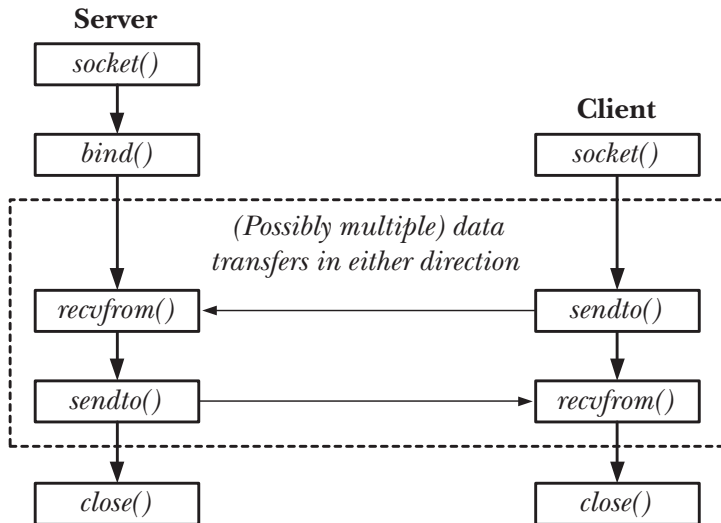 Server
socket()
Client
bind()
socket()
(Possibly multiple) data
transfers in either direction
recvfrom()
sendto()
sendto()
recvfrom()
close()
close()